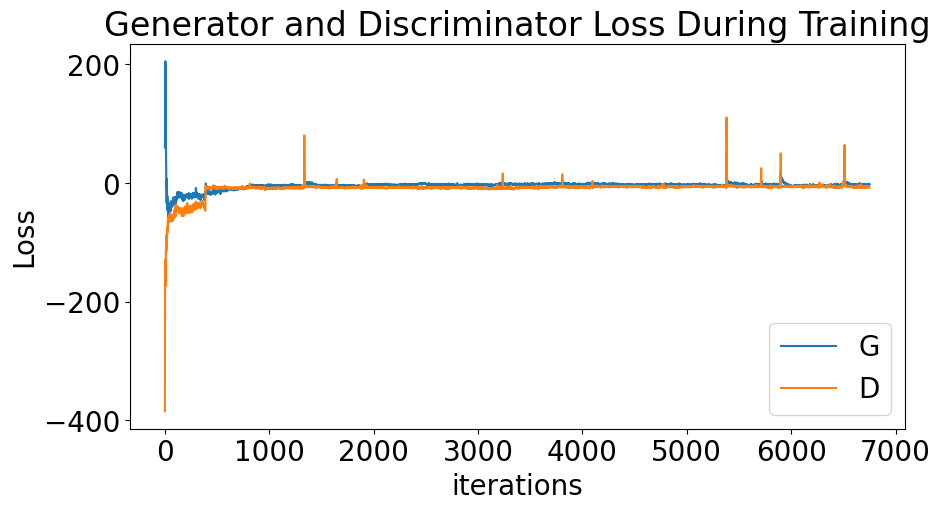 Generator and Discriminator Loss During Training
200
0
−200
−400
Loss
0 1000 2000 3000 4000 5000 6000 7000
iterations
G
D